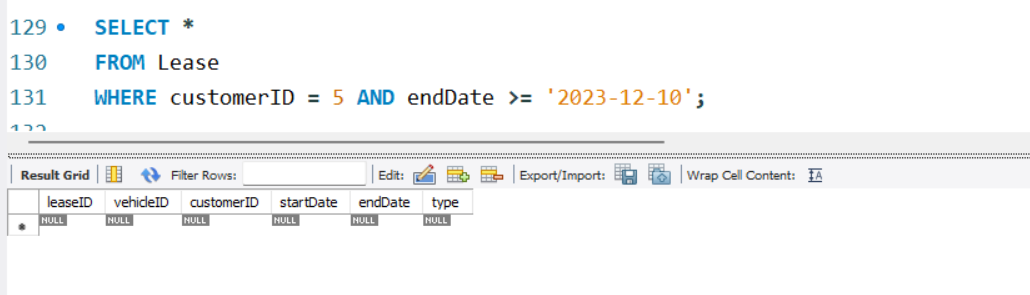 129 SELECT *
130 FROM Lease
131 WHERE customerID = 5 AND endDate >= '2023-12-10';
Result Grid Filter Rows: Edit: Export/Import: Wrap Cell Content:
leaseID vehicleID customerID startDate endDate type
NULL NULL NULL NULL NULL NULL